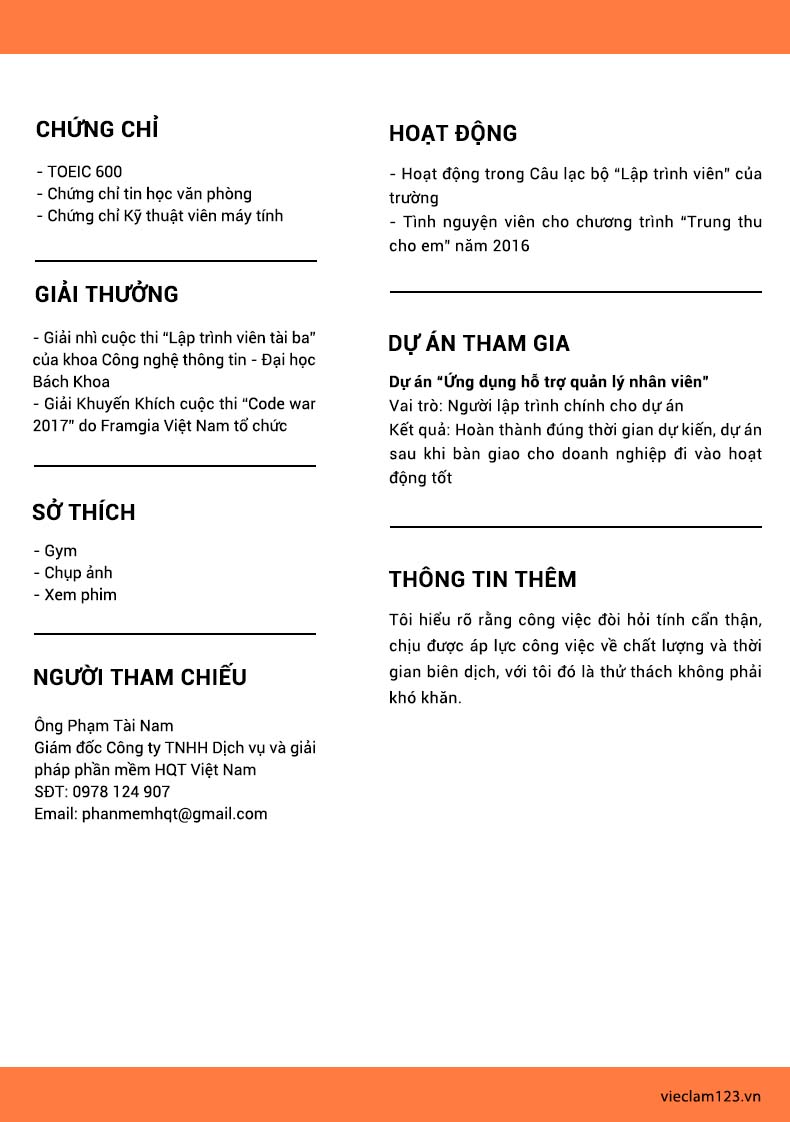 CHỨNG CHỈ
- TOEIC 600
- Chứng chỉ tin học văn phòng
- Chứng chỉ Kỹ thuật viên máy tính
GIẢI THƯỞNG
- Giải nhì cuộc thi “Lập trình viên tài ba”
của khoa Công nghệ thông tin - Đại học
Bách Khoa
- Giải Khuyến Khích cuộc thi “Code war
2017” do Framgia Việt Nam tổ chức
SỞ THÍCH
- Gym
- Chụp ảnh
- Xem phim
NGƯỜI THAM CHIẾU
Ông Phạm Tài Nam
Giám đốc Công ty TNHH Dịch vụ và giải
pháp phần mềm HQT Việt Nam
SĐT: 0978 124 907
Email: phanmemhqt@gmail.com
HOẠT ĐỘNG
- Hoạt động trong Câu lạc bộ “Lập trình viên” của
trường
- Tình nguyện viên cho chương trình “Trung thu
cho em” năm 2016
DỰ ÁN THAM GIA
Dự án “Ứng dụng hỗ trợ quản lý nhân viên”
Vai trò: Người lập trình chính cho dự án
Kết quả: Hoàn thành đúng thời gian dự kiến, dự án
sau khi bàn giao cho doanh nghiệp đi vào hoạt
động tốt
THÔNG TIN THÊM
Tôi hiểu rõ rằng công việc đòi hỏi tính cẩn thận,
chịu được áp lực công việc về chất lượng và thời
gian biên dịch, với tôi đó là thử thách không phải
khó khăn.
vieclam123.vn